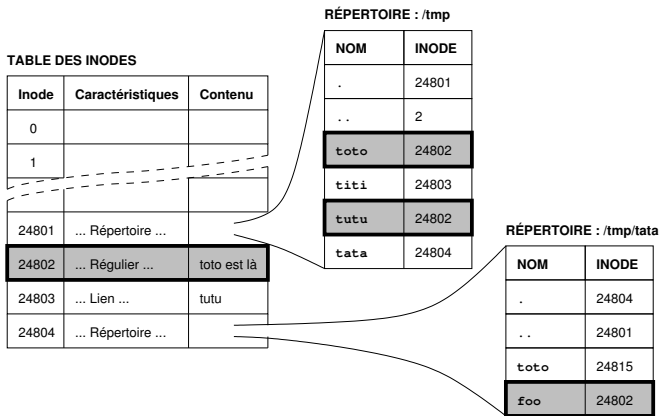 TABLE DES INODES
Inode Caractéristiques Contenu
0
1
24801 ... Répertoire ...
24802 ... Régulier ... toto est là
24803 ... Lien ... tutu
24804 ... Répertoire ...
RÉPERTOIRE : /tmp
NOM INODE
. 24801
.. 2
toto 24802
titi 24803
tutu 24802
tata 24804
RÉPERTOIRE : /tmp/tata
NOM INODE
. 24804
.. 24801
toto 24815
foo 24802